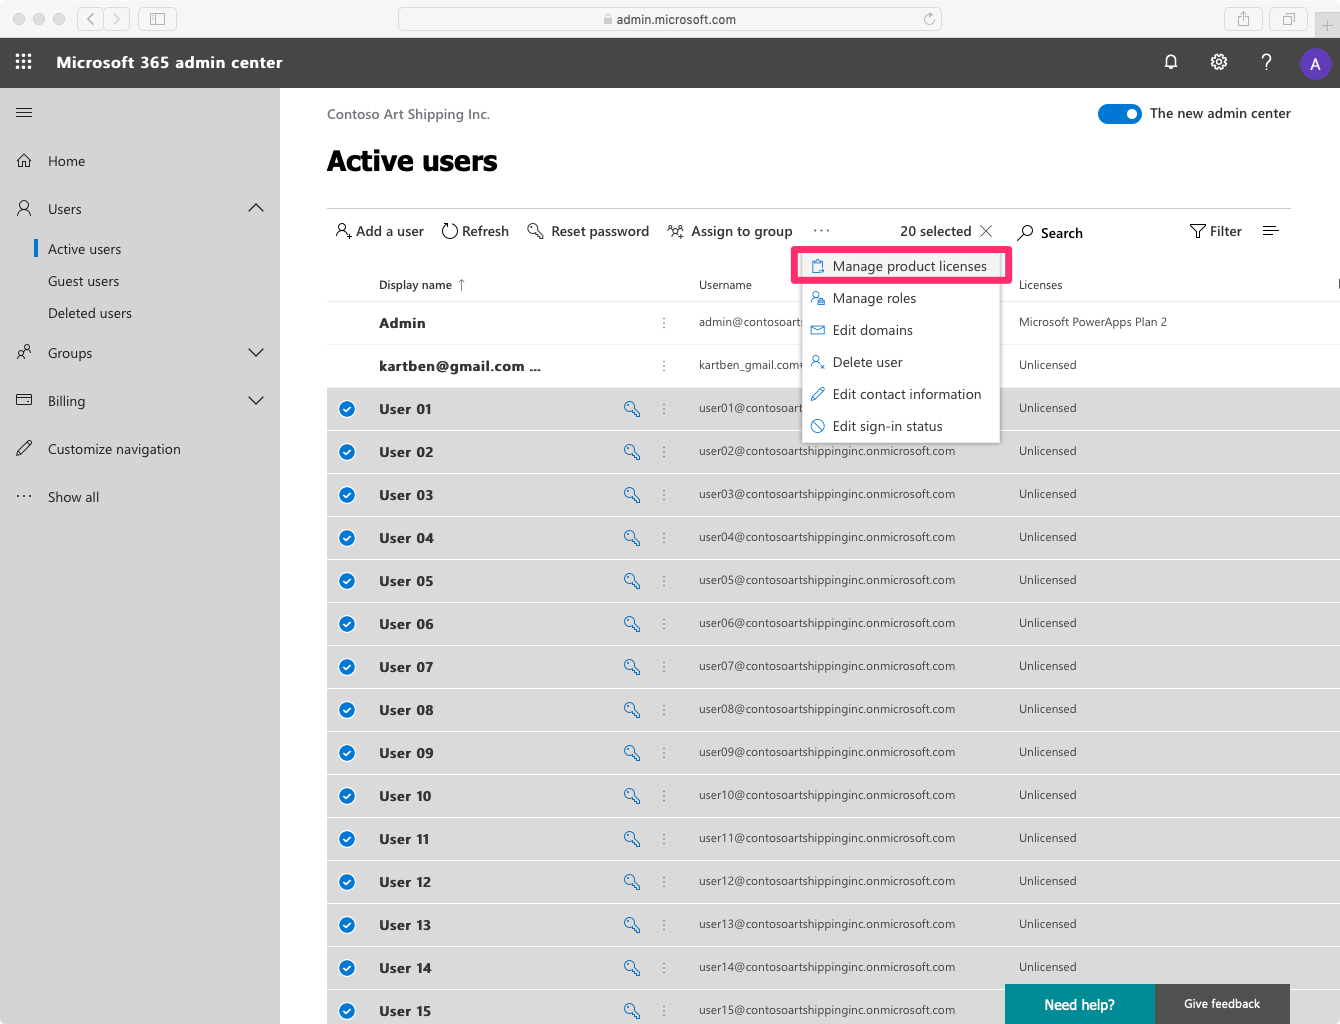 admin.microsoft.com
Microsoft 365 admin center
A
Contoso Art Shipping Inc.
The new admin center
Home
Users
Active users
Guest users
Deleted users
Groups
Billing
Customize navigation
Show all
Active users
Add a user Refresh Reset password Assign to group ... 20 selected Search Filter
Manage product licenses
Manage roles
Edit domains
Delete user
Edit contact information
Edit sign-in status
Display name ↑ Username Licenses
Admin admin@contosoarts Microsoft PowerApps Plan 2
kartben@gmail.com ... kartben_gmail.com Unlicensed
User 01 user01@contosoart Unlicensed
User 02 user02@contosoartshippinginc.onmicrosoft.com Unlicensed
User 03 user03@contosoartshippinginc.onmicrosoft.com Unlicensed
User 04 user04@contosoartshippinginc.onmicrosoft.com Unlicensed
User 05 user05@contosoartshippinginc.onmicrosoft.com Unlicensed
User 06 user06@contosoartshippinginc.onmicrosoft.com Unlicensed
User 07 user07@contosoartshippinginc.onmicrosoft.com Unlicensed
User 08 user08@contosoartshippinginc.onmicrosoft.com Unlicensed
User 09 user09@contosoartshippinginc.onmicrosoft.com Unlicensed
User 10 user10@contosoartshippinginc.onmicrosoft.com Unlicensed
User 11 user11@contosoartshippinginc.onmicrosoft.com Unlicensed
User 12 user12@contosoartshippinginc.onmicrosoft.com Unlicensed
User 13 user13@contosoartshippinginc.onmicrosoft.com Unlicensed
User 14 user14@contosoartshippinginc.onmicrosoft.com Unlicensed
User 15 user15@contosoartshippinginc.onmicrosoft.com
Need help? Give feedback